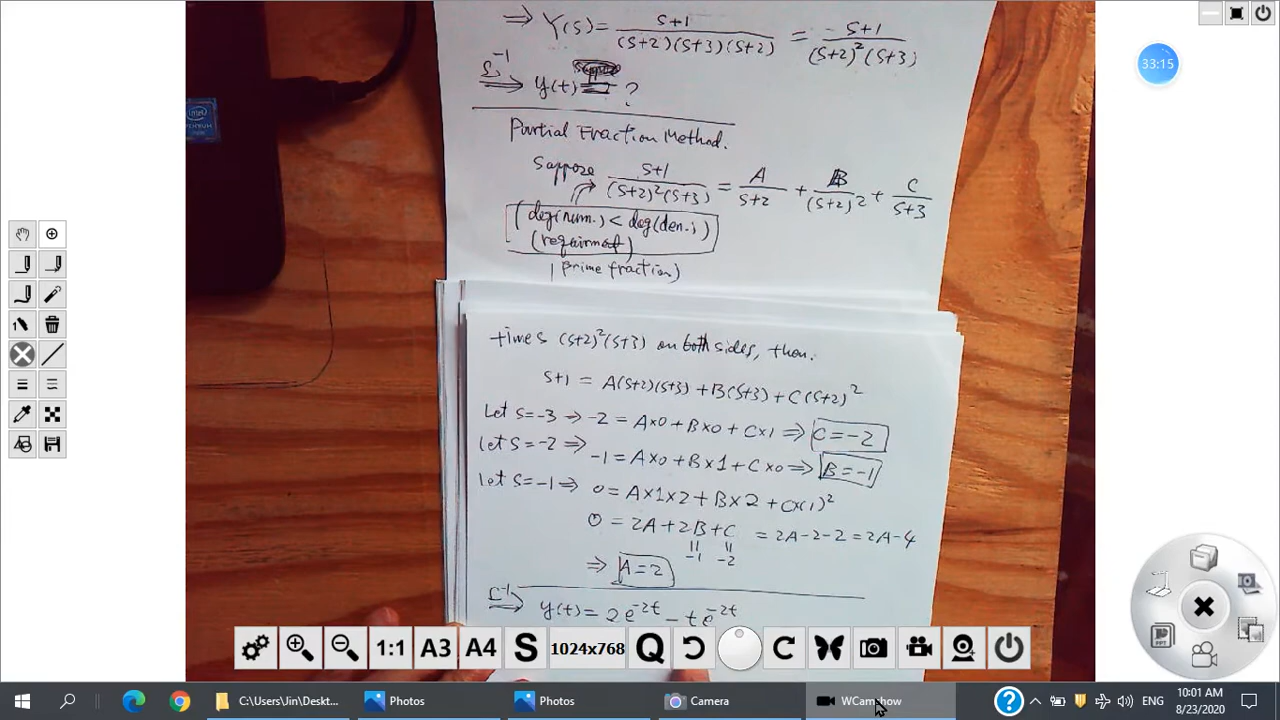 ⇒ Y(s) = s+1 / (s+2)(s+3)(s+2) = s+1 / (s+2)²(s+3)
ℒ⁻¹ ⇒ y(t) = ?
Partial Fraction Method.
Suppose s+1 / (s+2)²(s+3) = A / s+2 + B / (s+2)² + C / s+3
(deg(num.) < deg(den.)
(requirment)
(prime fraction)
times (s+2)²(s+3) on both sides, then.
s+1 = A(s+2)(s+3) + B(s+3) + C(s+2)²
Let s=-3 ⇒ -2 = A×0 + B×0 + C×1 ⇒ C=-2
let s=-2 ⇒ -1 = A×0 + B×1 + C×0 ⇒ B=-1
let s=-1 ⇒ 0 = A×1×2 + B×2 + C×(1)²
0 = 2A+2B+C = 2A-2-2 = 2A-4
-1 -2
⇒ A=2
ℒ⁻¹ ⇒ y(t) = 2e^-2t - te^-2t
intel
PENTIUM
33:15
1:1 A3 A4 S 1024x768 Q
PPT
C:\Users\Jin\Deskt...
Photos
Photos
Camera
WCamshow
ENG
10:01 AM
8/23/2020